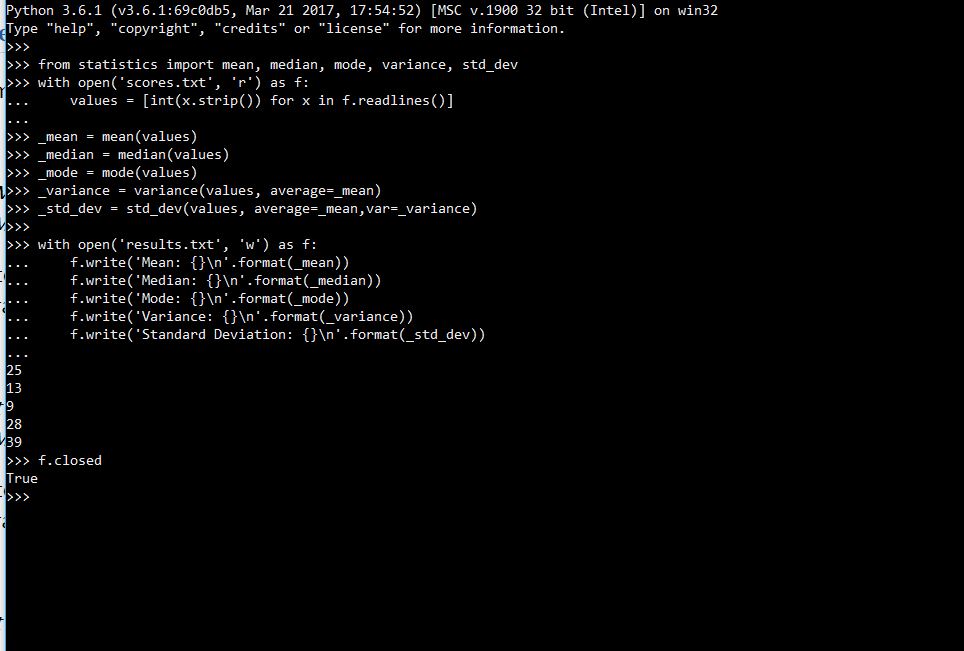 Python 3.6.1 (v3.6.1:69c0db5, Mar 21 2017, 17:54:52) [MSC v.1900 32 bit (Intel)] on win32
Type "help", "copyright", "credits" or "license" for more information.
>>>
>>> from statistics import mean, median, mode, variance, std_dev
>>> with open('scores.txt', 'r') as f:
...     values = [int(x.strip()) for x in f.readlines()]
...
>>> _mean = mean(values)
>>> _median = median(values)
>>> _mode = mode(values)
>>> _variance = variance(values, average=_mean)
>>> _std_dev = std_dev(values, average=_mean,var=_variance)
>>>
>>> with open('results.txt', 'w') as f:
...     f.write('Mean: {}\n'.format(_mean))
...     f.write('Median: {}\n'.format(_median))
...     f.write('Mode: {}\n'.format(_mode))
...     f.write('Variance: {}\n'.format(_variance))
...     f.write('Standard Deviation: {}\n'.format(_std_dev))
...
25
13
9
28
39
>>> f.closed
True
>>>